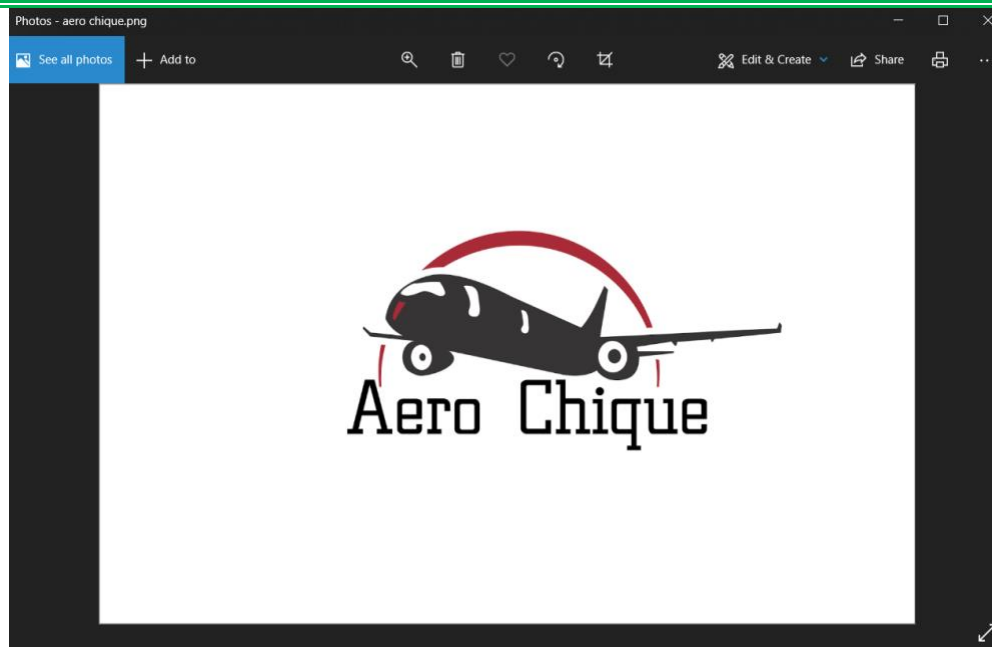 Photos - aero chique.png
See all photos
Add to
Edit & Create
Share
Aero Chique